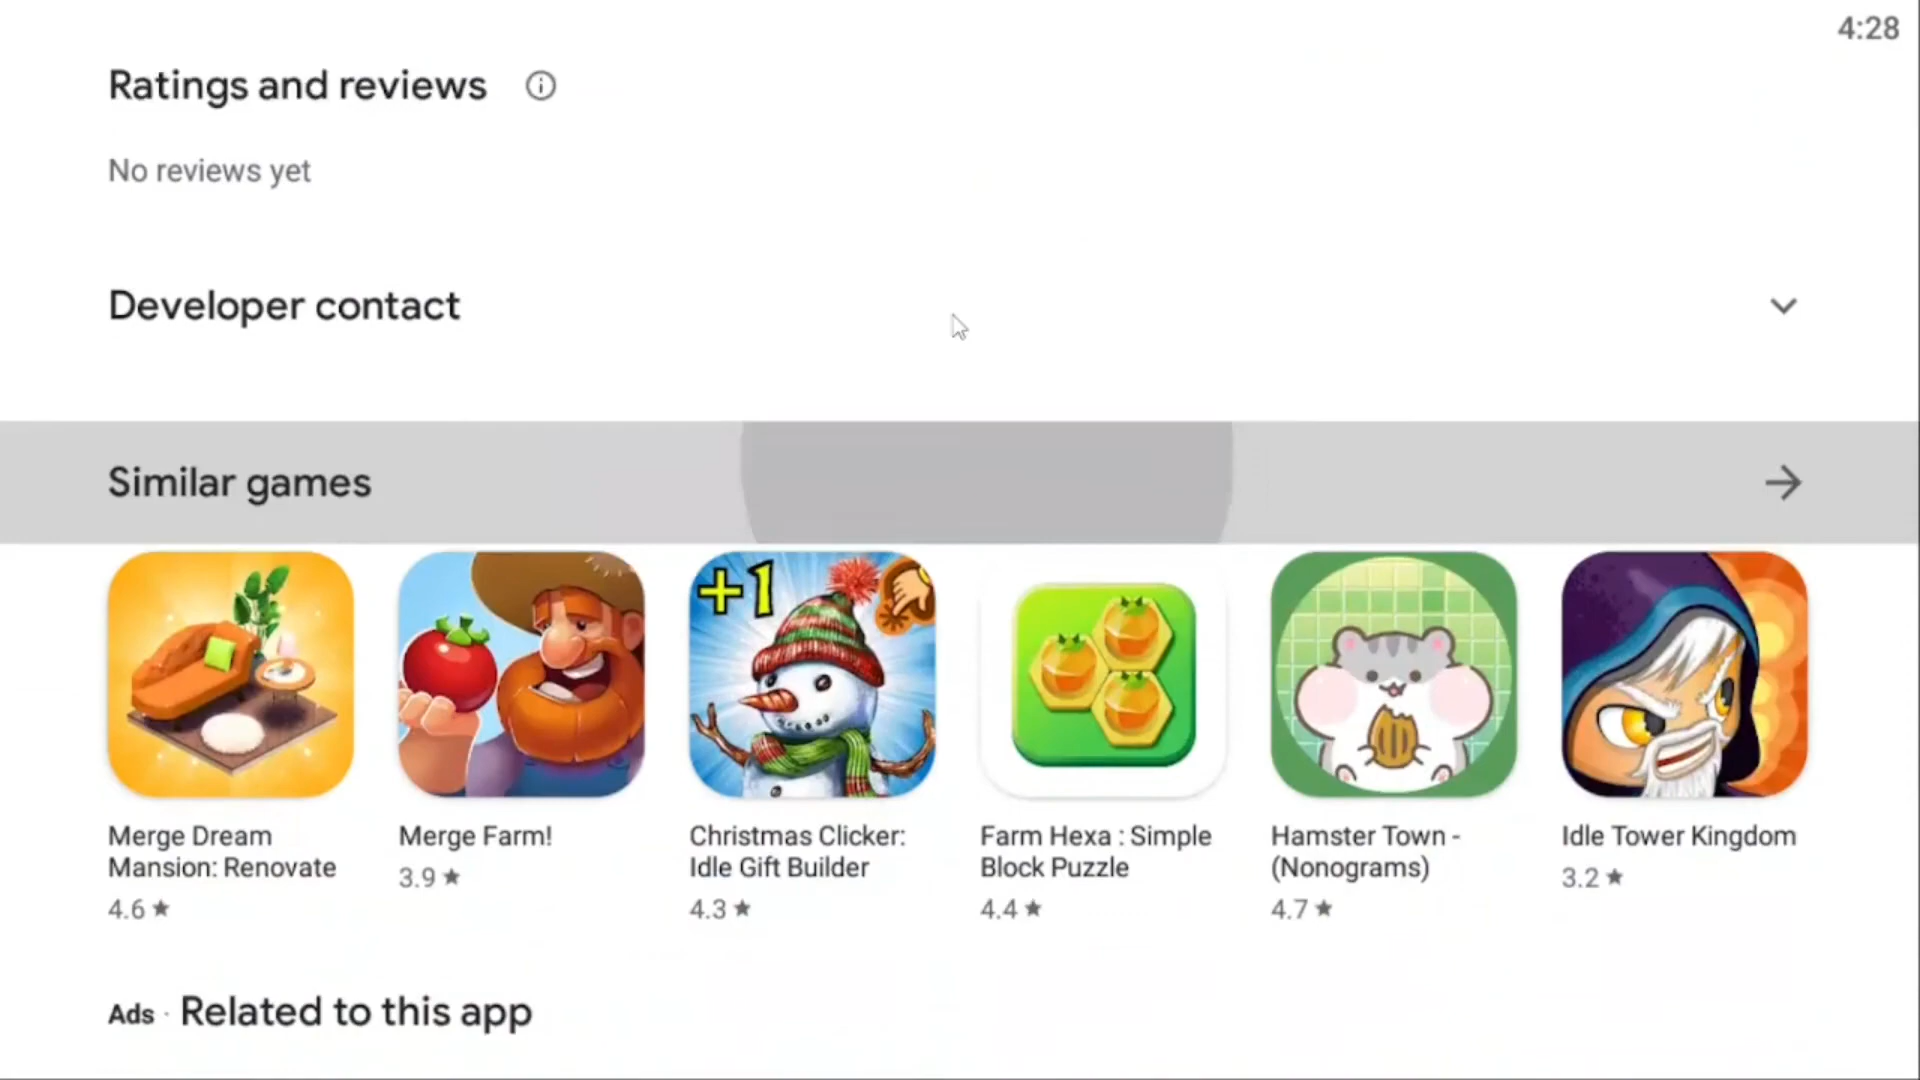 4:28
Ratings and reviews
No reviews yet
Developer contact
Similar games
+1
Merge Dream
Mansion: Renovate
4.6 ★
Merge Farm!
3.9 ★
Christmas Clicker:
Idle Gift Builder
4.3 ★
Farm Hexa : Simple
Block Puzzle
4.4 ★
Hamster Town -
(Nonograms)
4.7 ★
Idle Tower Kingdom
3.2 ★
Ads · Related to this app